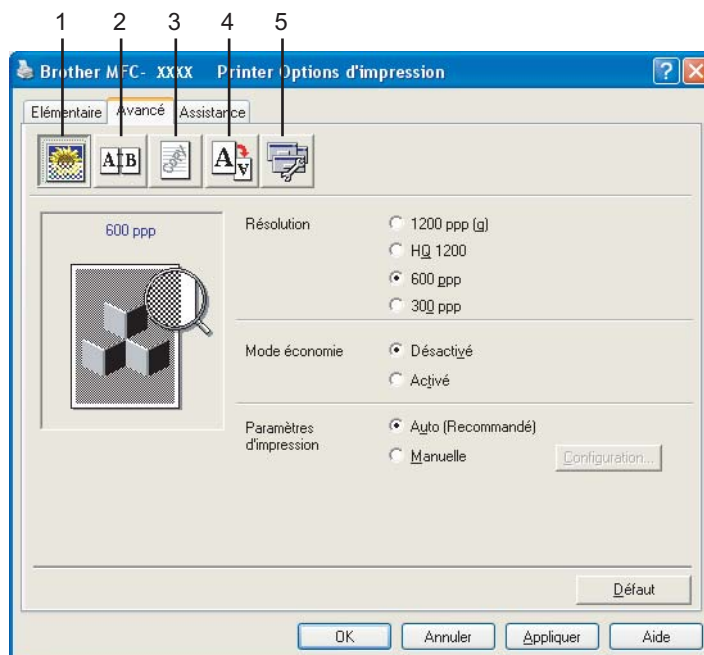 1 2 3 4 5
Brother MFC- XXXX Printer Options d'impression
Elémentaire Avancé Assistance
A B COPY A A
600 ppp
Résolution
1200 ppp (g)
HQ 1200
600 ppp
300 ppp
Mode économie
Désactivé
Activé
Paramètres
d'impression
Auto (Recommandé)
Manuelle
Configuration...
Défaut
OK Annuler Appliquer Aide